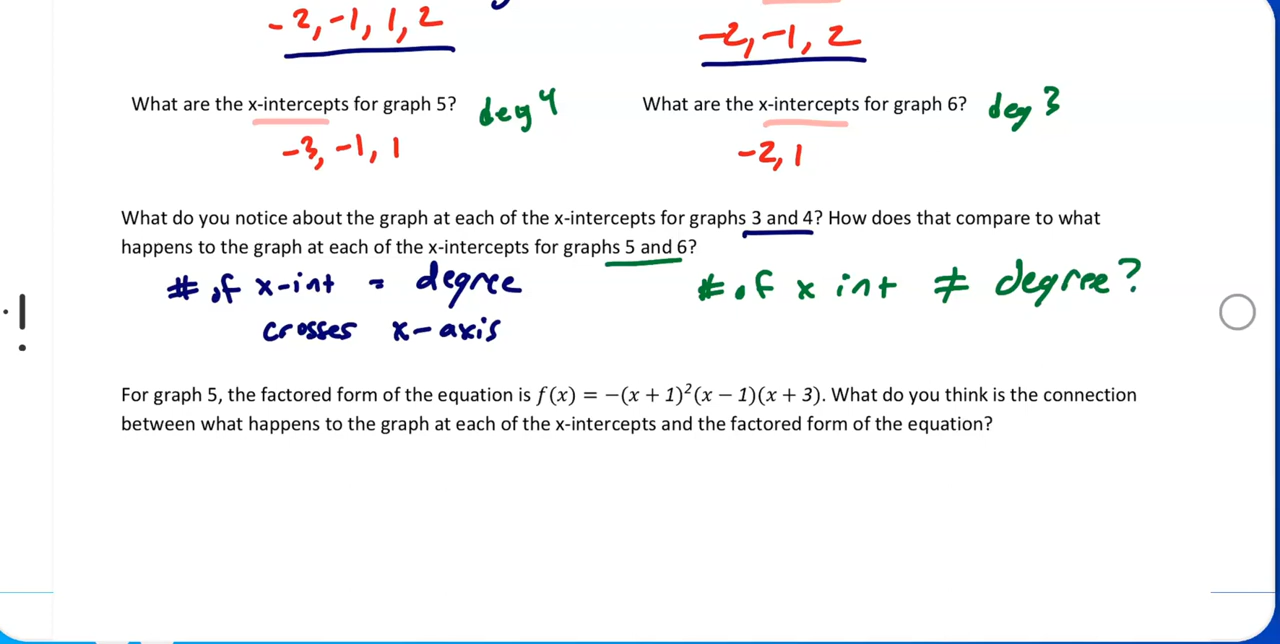 -2, -1, 1, 2
-2, -1, 2
What are the x-intercepts for graph 5? deg 4
What are the x-intercepts for graph 6? deg 3
-3, -1, 1
-2, 1
What do you notice about the graph at each of the x-intercepts for graphs 3 and 4? How does that compare to what
happens to the graph at each of the x-intercepts for graphs 5 and 6?
# of x-int = degree
# of x int ≠ degree?
crosses x-axis
For graph 5, the factored form of the equation is f(x) = −(x + 1)²(x − 1)(x + 3). What do you think is the connection
between what happens to the graph at each of the x-intercepts and the factored form of the equation?